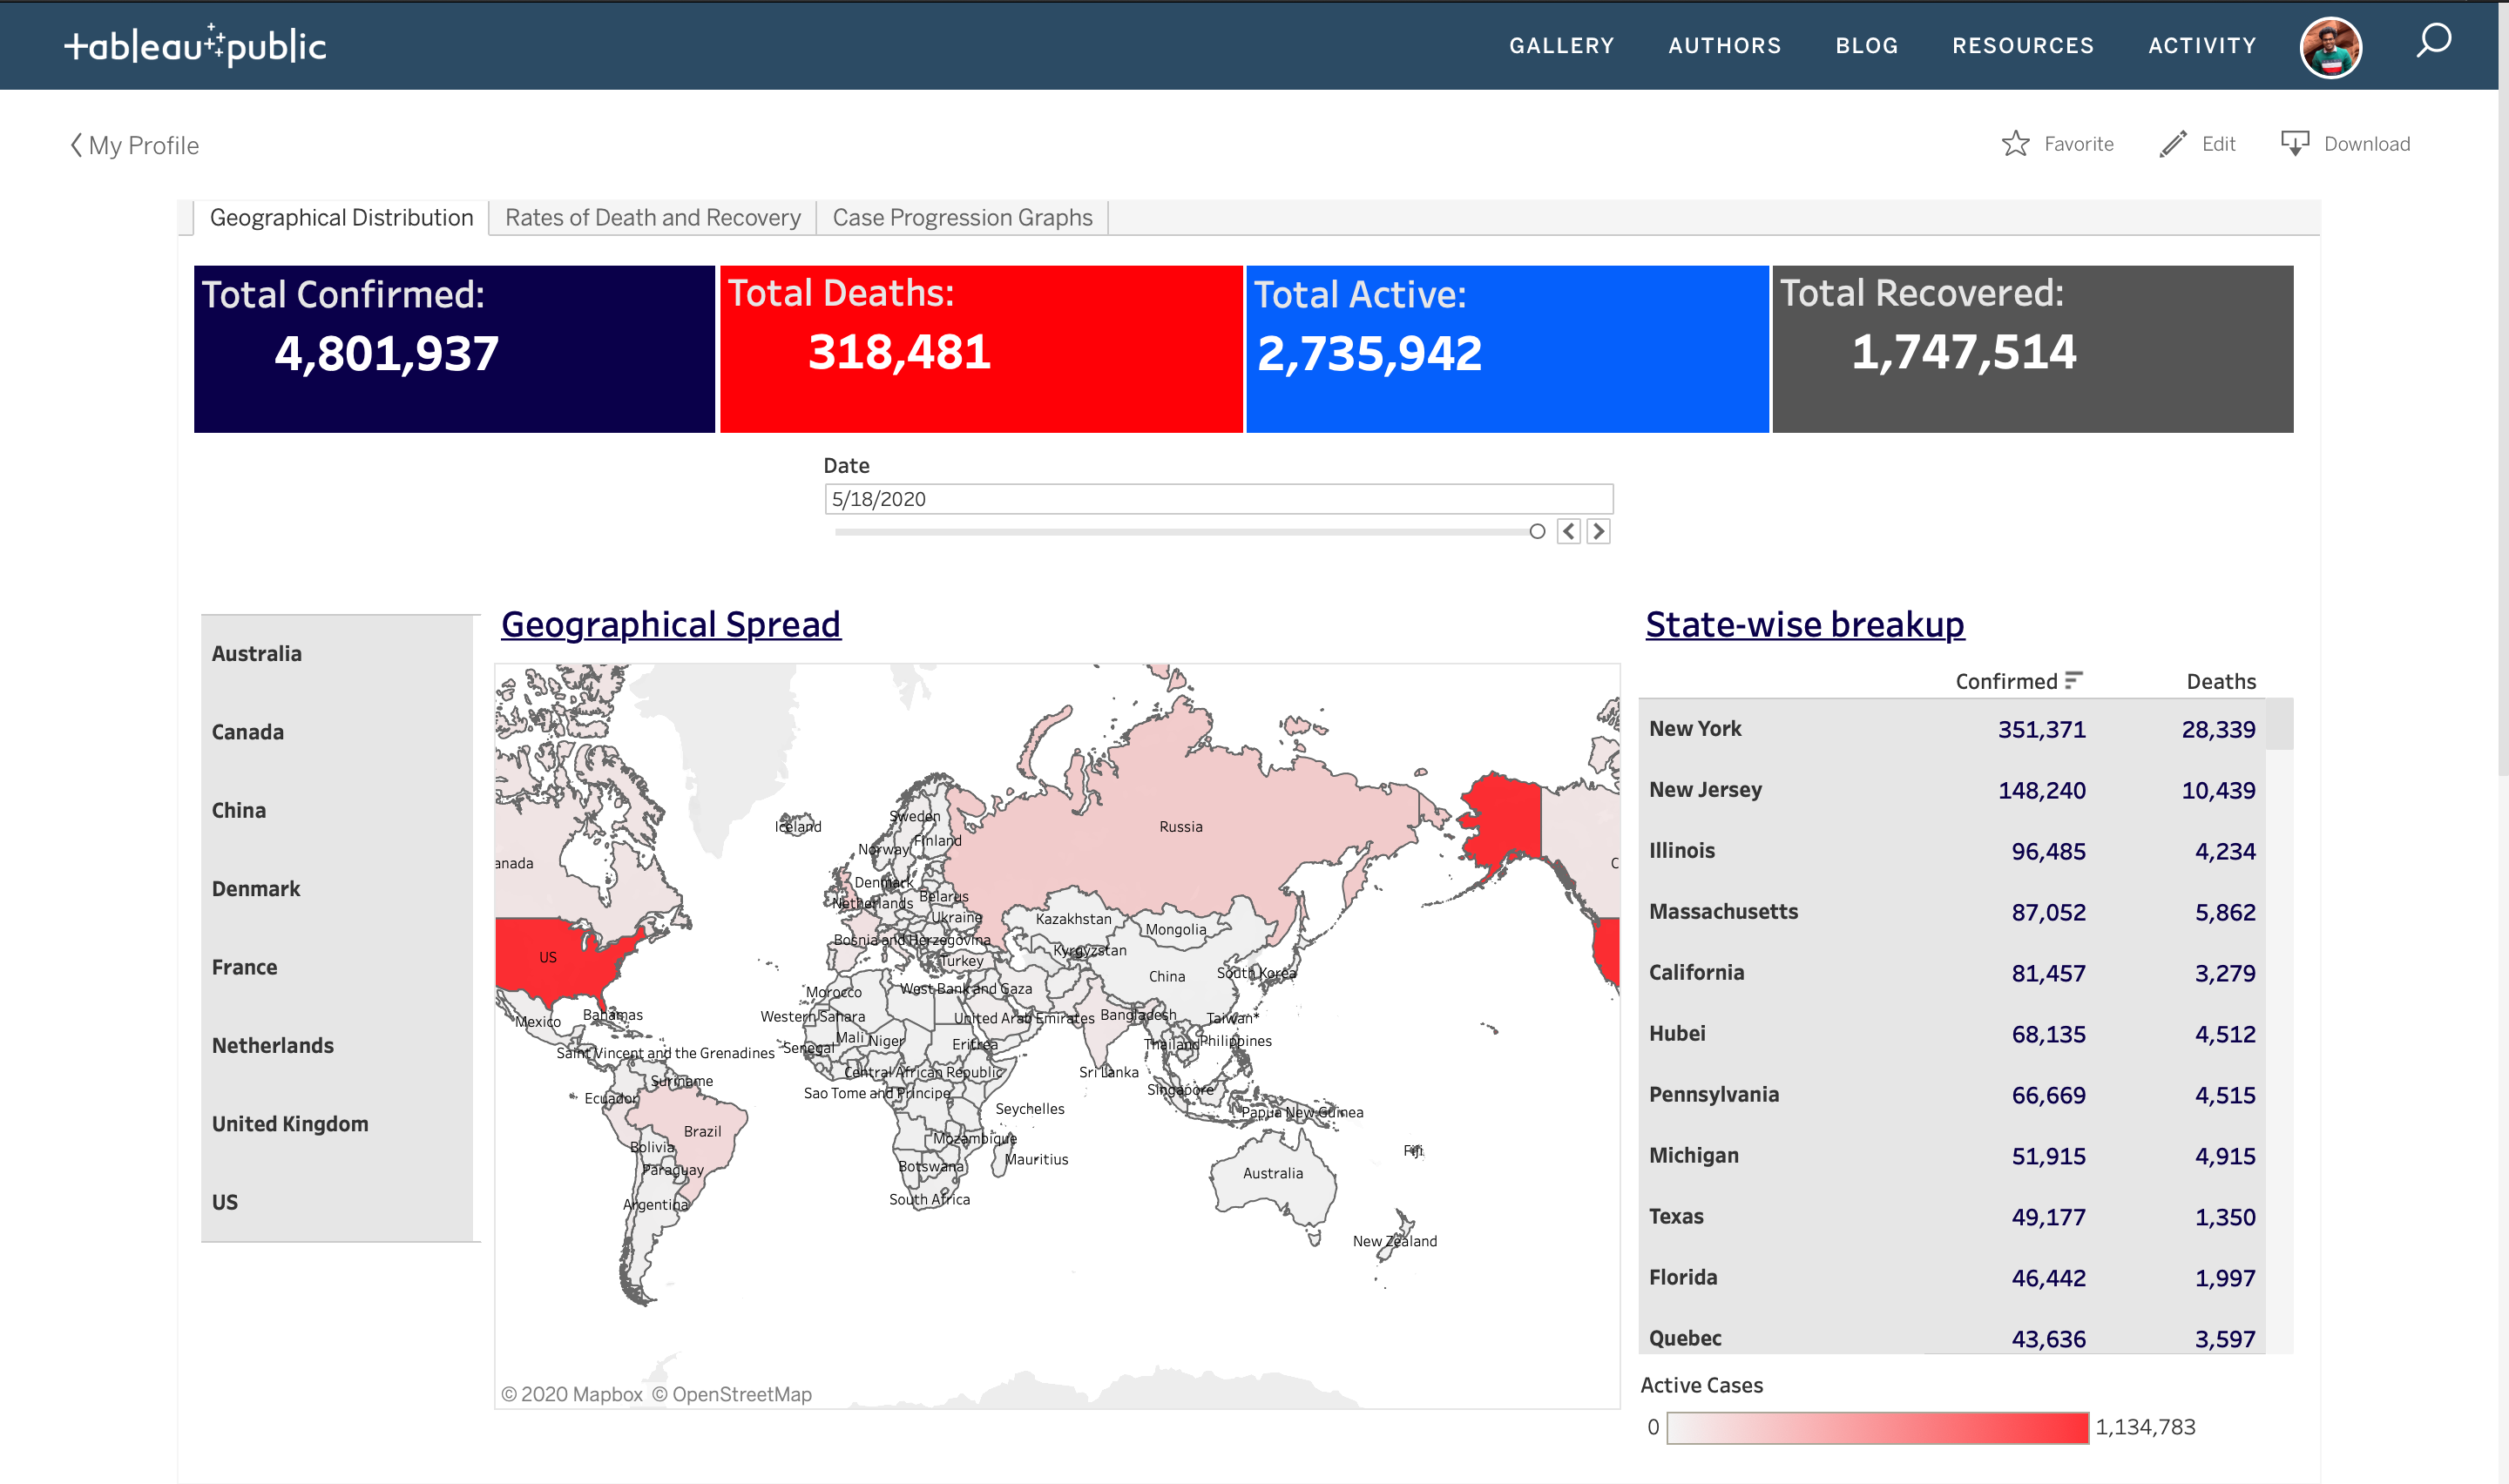 tableau public
GALLERY AUTHORS BLOG RESOURCES ACTIVITY
My Profile
Favorite Edit Download
Geographical Distribution Rates of Death and Recovery Case Progression Graphs
Total Confirmed:
4,801,937
Total Deaths:
318,481
Total Active:
2,735,942
Total Recovered:
1,747,514
Date
5/18/2020
Australia
Canada
China
Denmark
France
Netherlands
United Kingdom
US
Geographical Spread
Iceland
Sweden
Finland
Norway
Russia
anada
C
Denmark
Netherlands
Belarus
Ukraine
Kazakhstan
Mongolia
Bosnia and Herzegovina
Kyrgyzstan
US
Turkey
China
South Korea
Morocco
West Bank and Gaza
Mexico
Bahamas
Western Sahara
United Arab Emirates
Bangladesh
Taiwan*
Mali
Niger
Eritrea
Thailand
Philippines
Saint Vincent and the Grenadines
Senegal
Central African Republic
Sri Lanka
Suriname
Sao Tome and Principe
Singapore
Ecuador
Seychelles
Papua New Guinea
Brazil
Mozambique
Bolivia
Mauritius
Fiji
Paraguay
Botswana
Australia
Argentina
South Africa
New Zealand
© 2020 Mapbox © OpenStreetMap
State-wise breakup
Confirmed Deaths
New York 351,371 28,339
New Jersey 148,240 10,439
Illinois 96,485 4,234
Massachusetts 87,052 5,862
California 81,457 3,279
Hubei 68,135 4,512
Pennsylvania 66,669 4,515
Michigan 51,915 4,915
Texas 49,177 1,350
Florida 46,442 1,997
Quebec 43,636 3,597
Active Cases
0 1,134,783